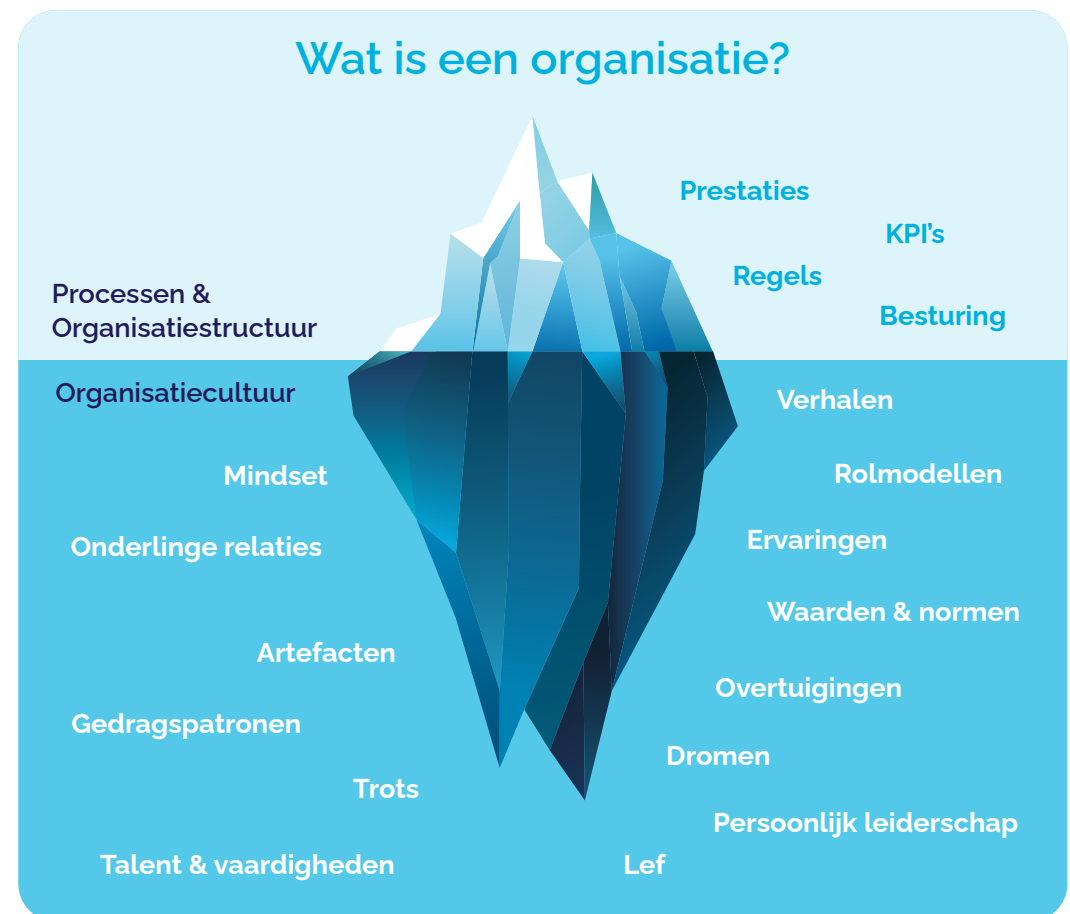 Wat is een organisatie?
Prestaties
KPI's
Regels
Processen &
Organisatiestructuur
Besturing
Organisatiecultuur
Verhalen
Mindset
Rolmodellen
Onderlinge relaties
Ervaringen
Waarden & normen
Artefacten
Overtuigingen
Gedragspatronen
Dromen
Trots
Persoonlijk leiderschap
Talent & vaardigheden
Lef